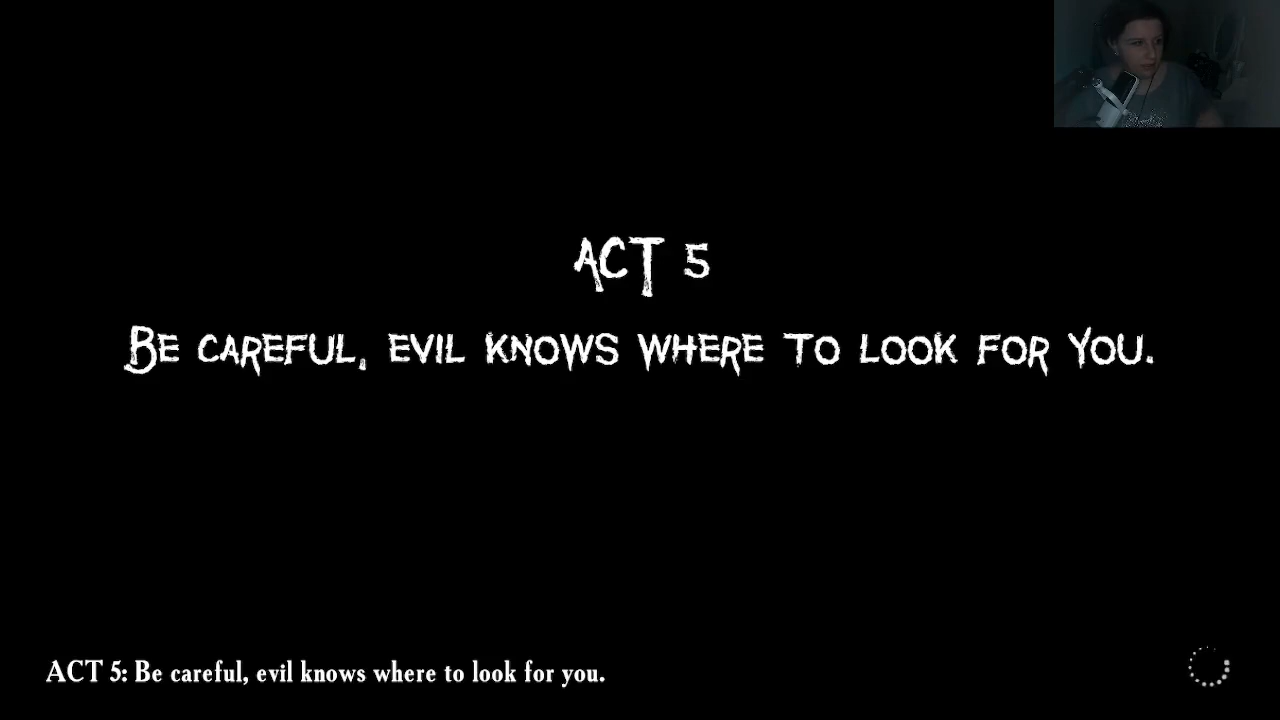 ACT 5
BE CAREFUL, EVIL KNOWS WHERE TO LOOK FOR YOU.
ACT 5: Be careful, evil knows where to look for you.